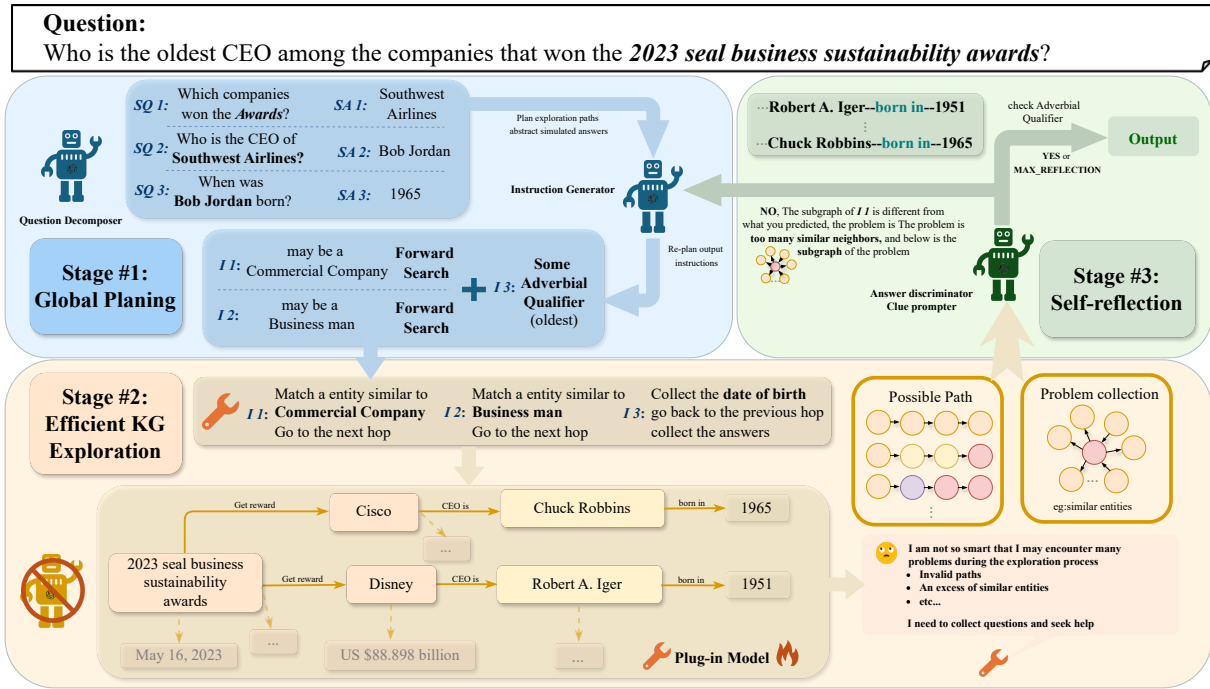 Question:
Who is the oldest CEO among the companies that won the 2023 seal business sustainability awards?
SQ 1:
Which companies
won the Awards?
SA 1:
Southwest
Airlines
SQ 2:
Who is the CEO of
Southwest Airlines?
SA 2:
Bob Jordan
SQ 3:
When was
Bob Jordan born?
SA 3:
1965
Question Decomposer
Plan exploration paths
abstract simulated answers
Instruction Generator
Re-plan output
instructions
Stage #1:
Global Planing
I 1:
may be a
Commercial Company
Forward
Search
I 2:
may be a
Business man
Forward
Search
I 3:
Some
Adverbial
Qualifier
(oldest)
···Robert A. Iger--born in--1951
⋮
···Chuck Robbins--born in--1965
check Adverbial
Qualifier
Output
YES or
MAX_REFLECTION
NO, The subgraph of I 1 is different from
what you predicted, the problem is The problem is
too many similar neighbors, and below is the
subgraph of the problem
...
Answer discriminator
Clue prompter
Stage #3:
Self-reflection
Stage #2:
Efficient KG
Exploration
I 1:
Match a entity similar to
Commercial Company
Go to the next hop
I 2:
Match a entity similar to
Business man
Go to the next hop
I 3:
Collect the date of birth
go back to the previous hop
collect the answers
2023 seal business
sustainability
awards
Get reward
Cisco
CEO is
Chuck Robbins
born in
1965
...
Get reward
Disney
CEO is
Robert A. Iger
born in
1951
...
May 16, 2023
US $88.898 billion
...
Plug-in Model
Possible Path
⋮
Problem collection
...
eg:similar entities
I am not so smart that I may encounter many
problems during the exploration process
• Invalid paths
• An excess of similar entities
• etc...
I need to collect questions and seek help